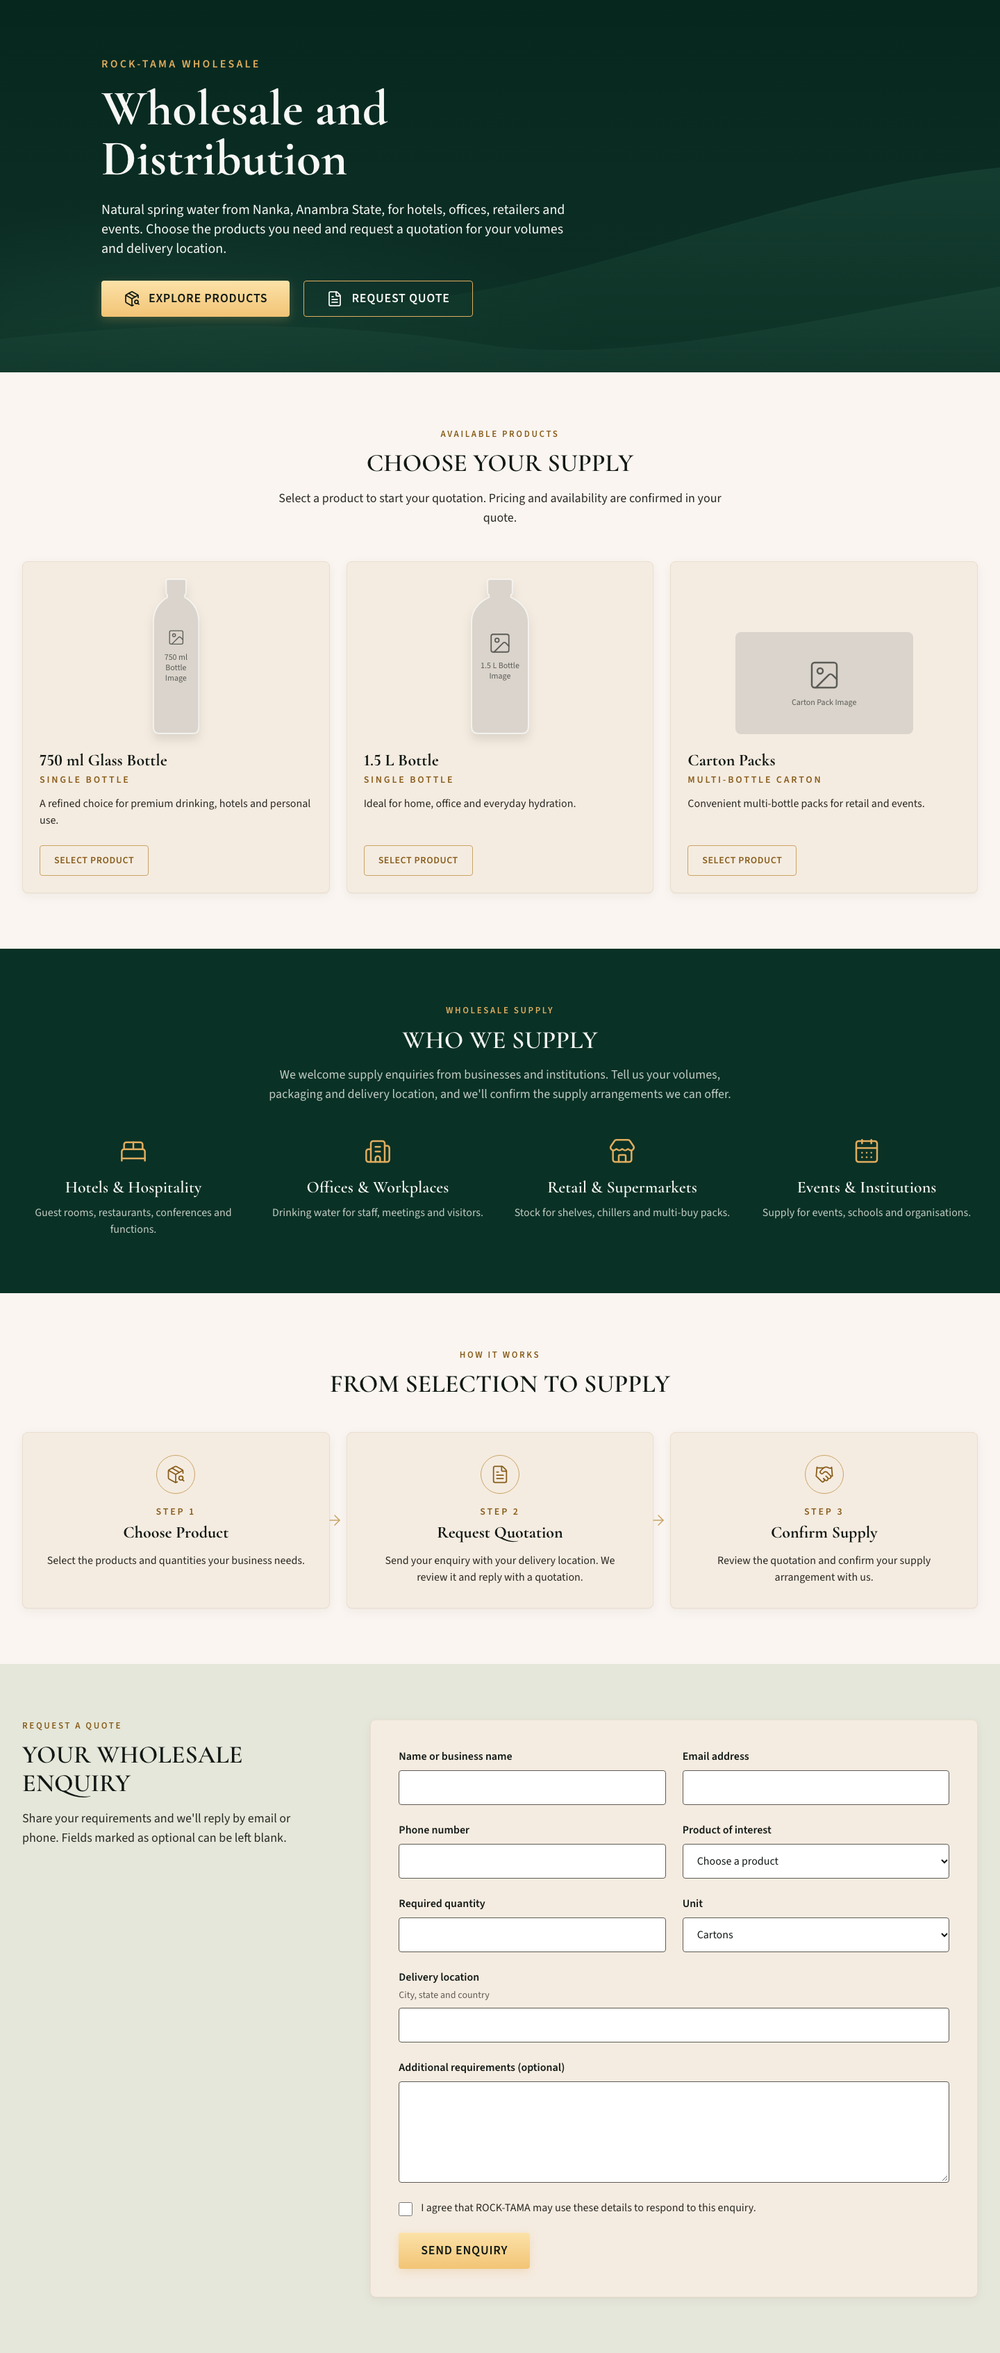 ROCK-TAMA WHOLESALE
Wholesale and
Distribution
Natural spring water from Nanka, Anambra State, for hotels, offices, retailers and
events. Choose the products you need and request a quotation for your volumes
and delivery location.
EXPLORE PRODUCTS
REQUEST QUOTE
AVAILABLE PRODUCTS
CHOOSE YOUR SUPPLY
Select a product to start your quotation. Pricing and availability are confirmed in your
quote.
750 ml
Bottle
Image
750 ml Glass Bottle
SINGLE BOTTLE
A refined choice for premium drinking, hotels and personal
use.
SELECT PRODUCT
1.5 L Bottle
Image
1.5 L Bottle
SINGLE BOTTLE
Ideal for home, office and everyday hydration.
SELECT PRODUCT
Carton Pack Image
Carton Packs
MULTI-BOTTLE CARTON
Convenient multi-bottle packs for retail and events.
SELECT PRODUCT
WHOLESALE SUPPLY
WHO WE SUPPLY
We welcome supply enquiries from businesses and institutions. Tell us your volumes,
packaging and delivery location, and we'll confirm the supply arrangements we can offer.
Hotels & Hospitality
Guest rooms, restaurants, conferences and
functions.
Offices & Workplaces
Drinking water for staff, meetings and visitors.
Retail & Supermarkets
Stock for shelves, chillers and multi-buy packs.
Events & Institutions
Supply for events, schools and organisations.
HOW IT WORKS
FROM SELECTION TO SUPPLY
STEP 1
Choose Product
Select the products and quantities your business needs.
STEP 2
Request Quotation
Send your enquiry with your delivery location. We
review it and reply with a quotation.
STEP 3
Confirm Supply
Review the quotation and confirm your supply
arrangement with us.
REQUEST A QUOTE
YOUR WHOLESALE
ENQUIRY
Share your requirements and we'll reply by email or
phone. Fields marked as optional can be left blank.
Name or business name
Email address
Phone number
Product of interest
Choose a product
Required quantity
Unit
Cartons
Delivery location
City, state and country
Additional requirements (optional)
I agree that ROCK-TAMA may use these details to respond to this enquiry.
SEND ENQUIRY